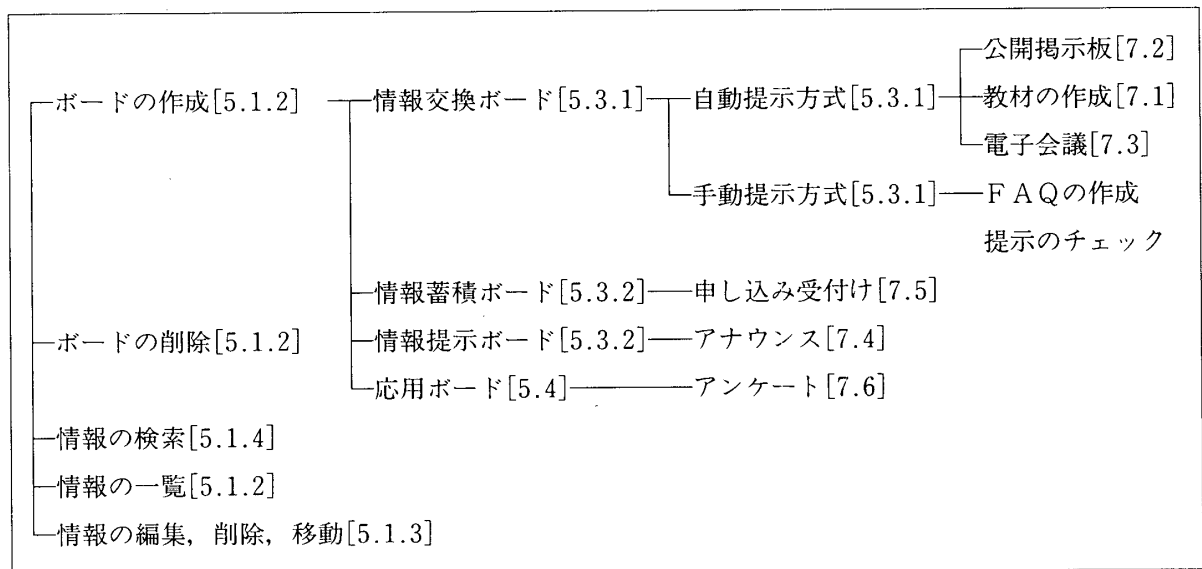 公開掲示板[7.2]
ボードの作成[5.1.2] 情報交換ボード[5.3.1] 自動提示方式[5.3.1] 教材の作成[7.1]
電子会議[7.3]
手動提示方式[5.3.1] FAQの作成
提示のチェック
情報蓄積ボード[5.3.2] 申し込み受付け[7.5]
ボードの削除[5.1.2] 情報提示ボード[5.3.2] アナウンス[7.4]
応用ボード[5.4] アンケート[7.6]
情報の検索[5.1.4]
情報の一覧[5.1.2]
情報の編集，削除，移動[5.1.3]